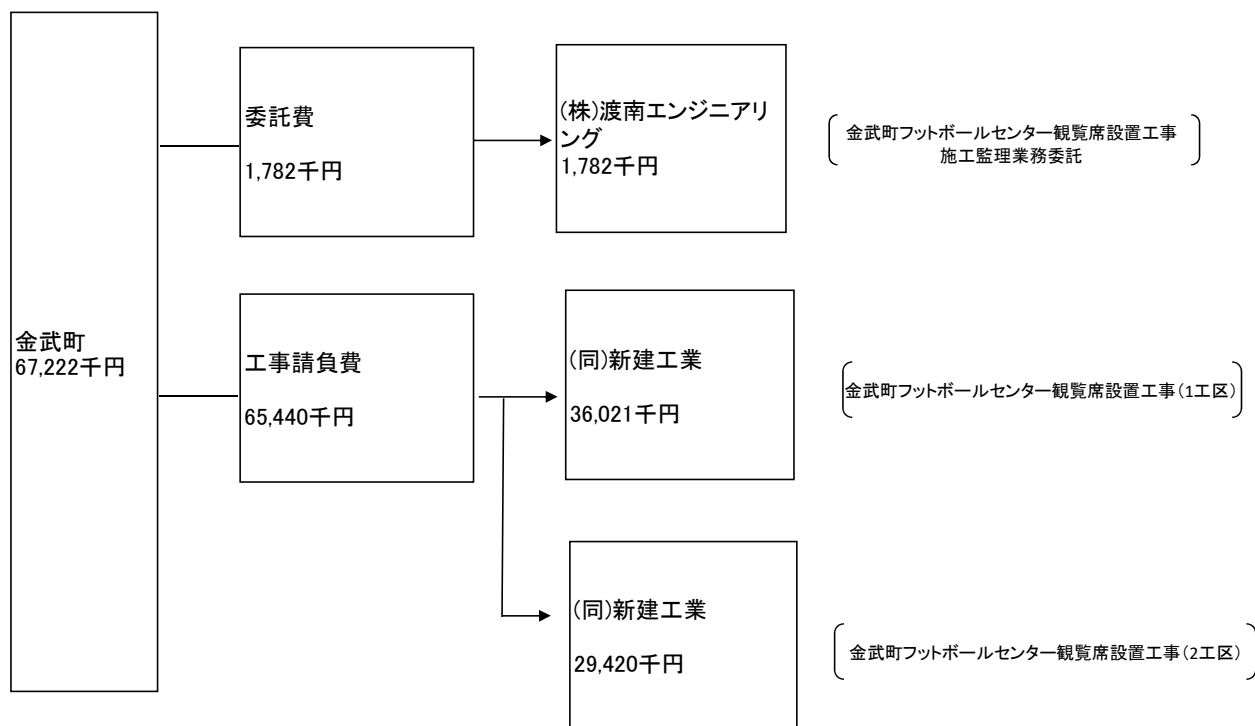 金武町
67,222千円
委託費
1,782千円
(株)渡南エンジニアリ
ング
1,782千円
金武町フットボールセンター観覧席設置工事
施工監理業務委託
工事請負費
65,440千円
(同)新建工業
36,021千円
金武町フットボールセンター観覧席設置工事(1工区)
(同)新建工業
29,420千円
金武町フットボールセンター観覧席設置工事(2工区)